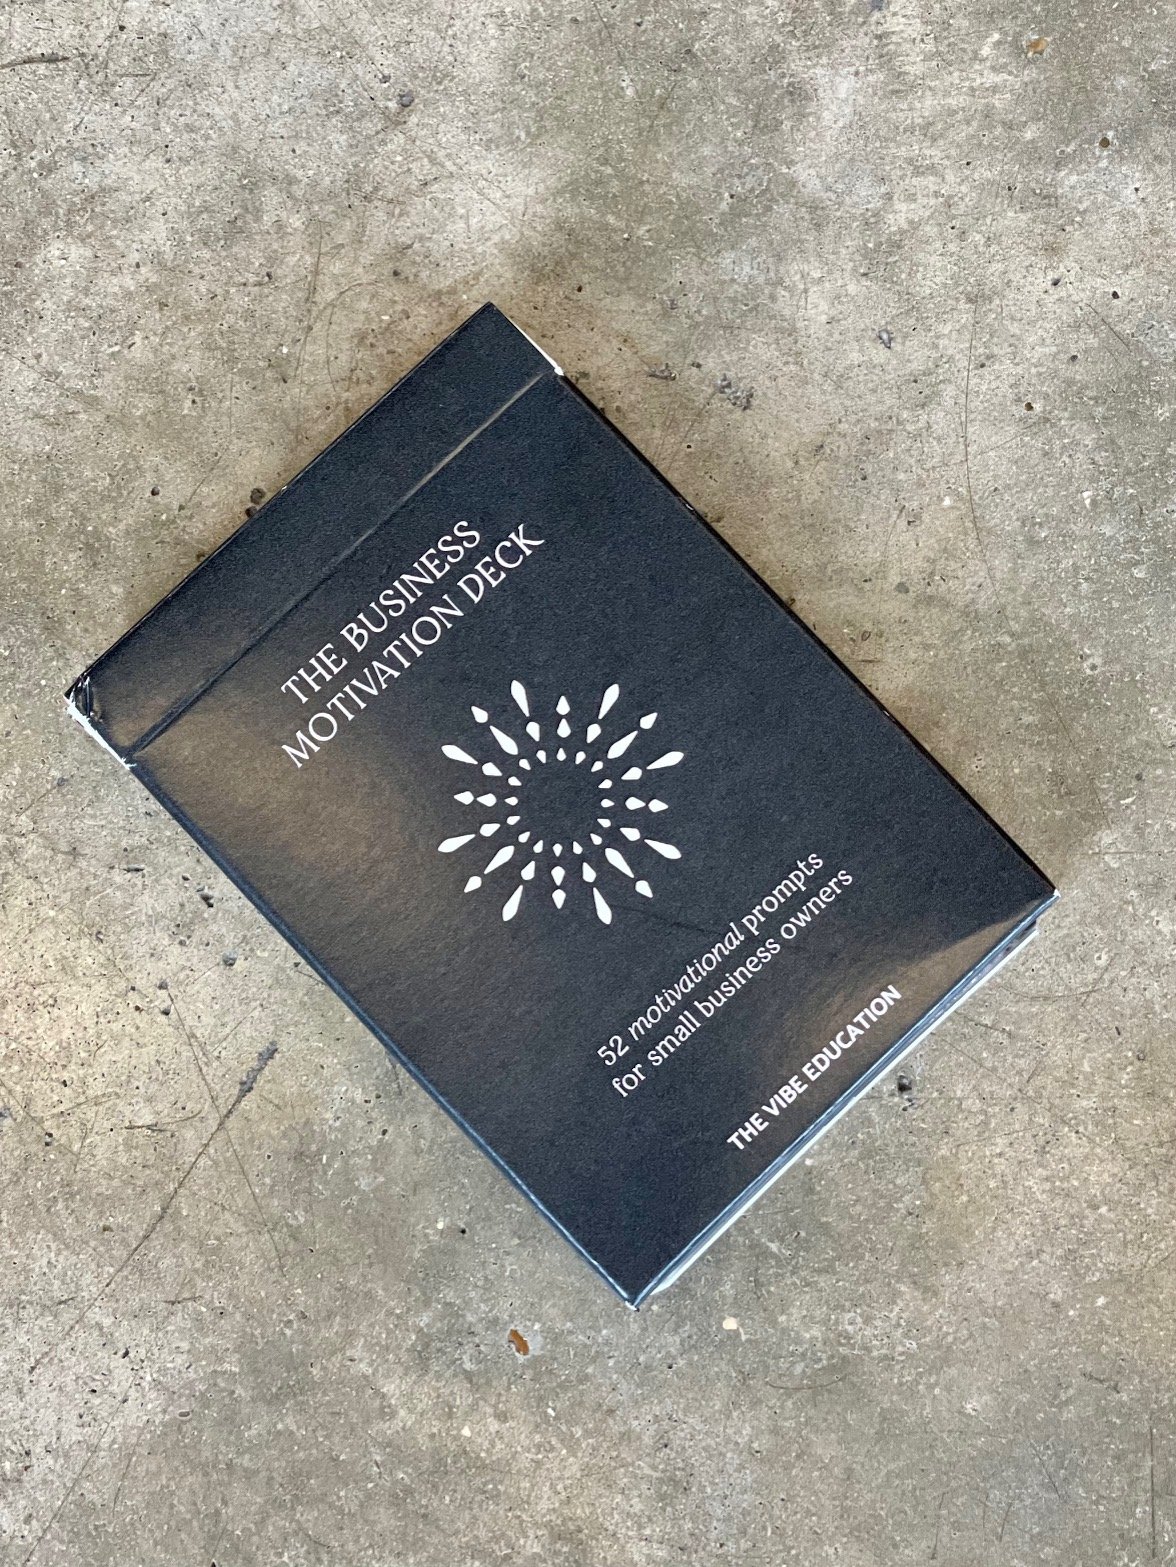 THE BUSINESS
MOTIVATION DECK
52 motivational prompts
for small business owners
THE VIBE EDUCATION